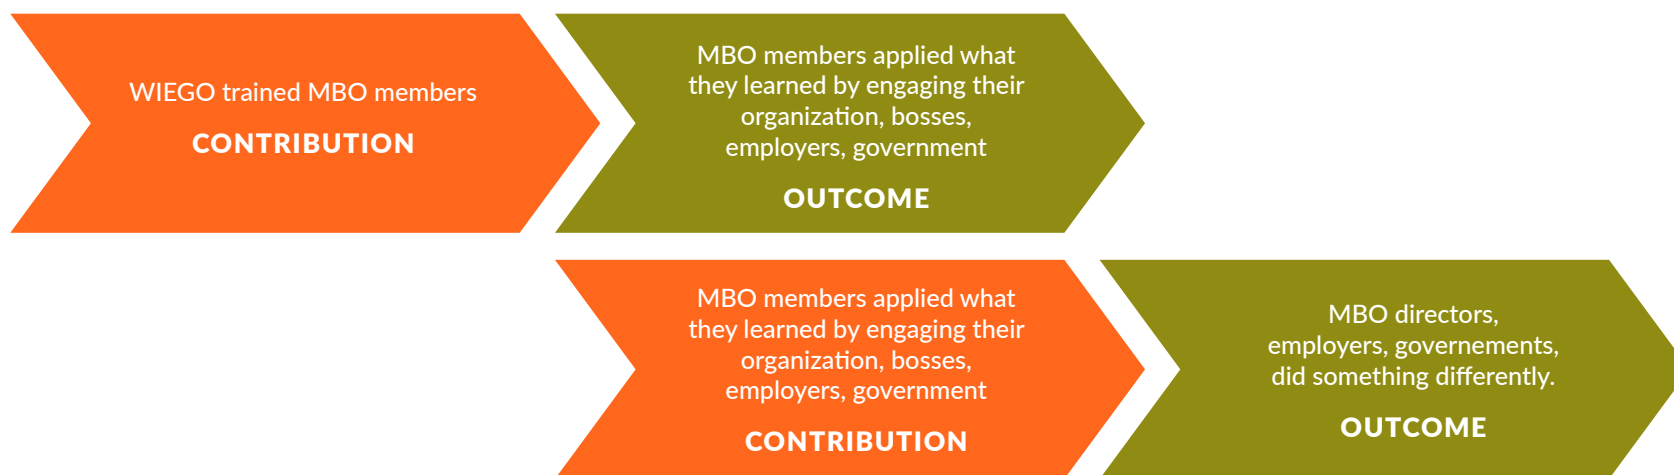 WIEGO trained MBO members
CONTRIBUTION
MBO members applied what
they learned by engaging their
organization, bosses,
employers, government
OUTCOME
MBO members applied what
they learned by engaging their
organization, bosses,
employers, government
CONTRIBUTION
MBO directors,
employers, governements,
did something differently.
OUTCOME